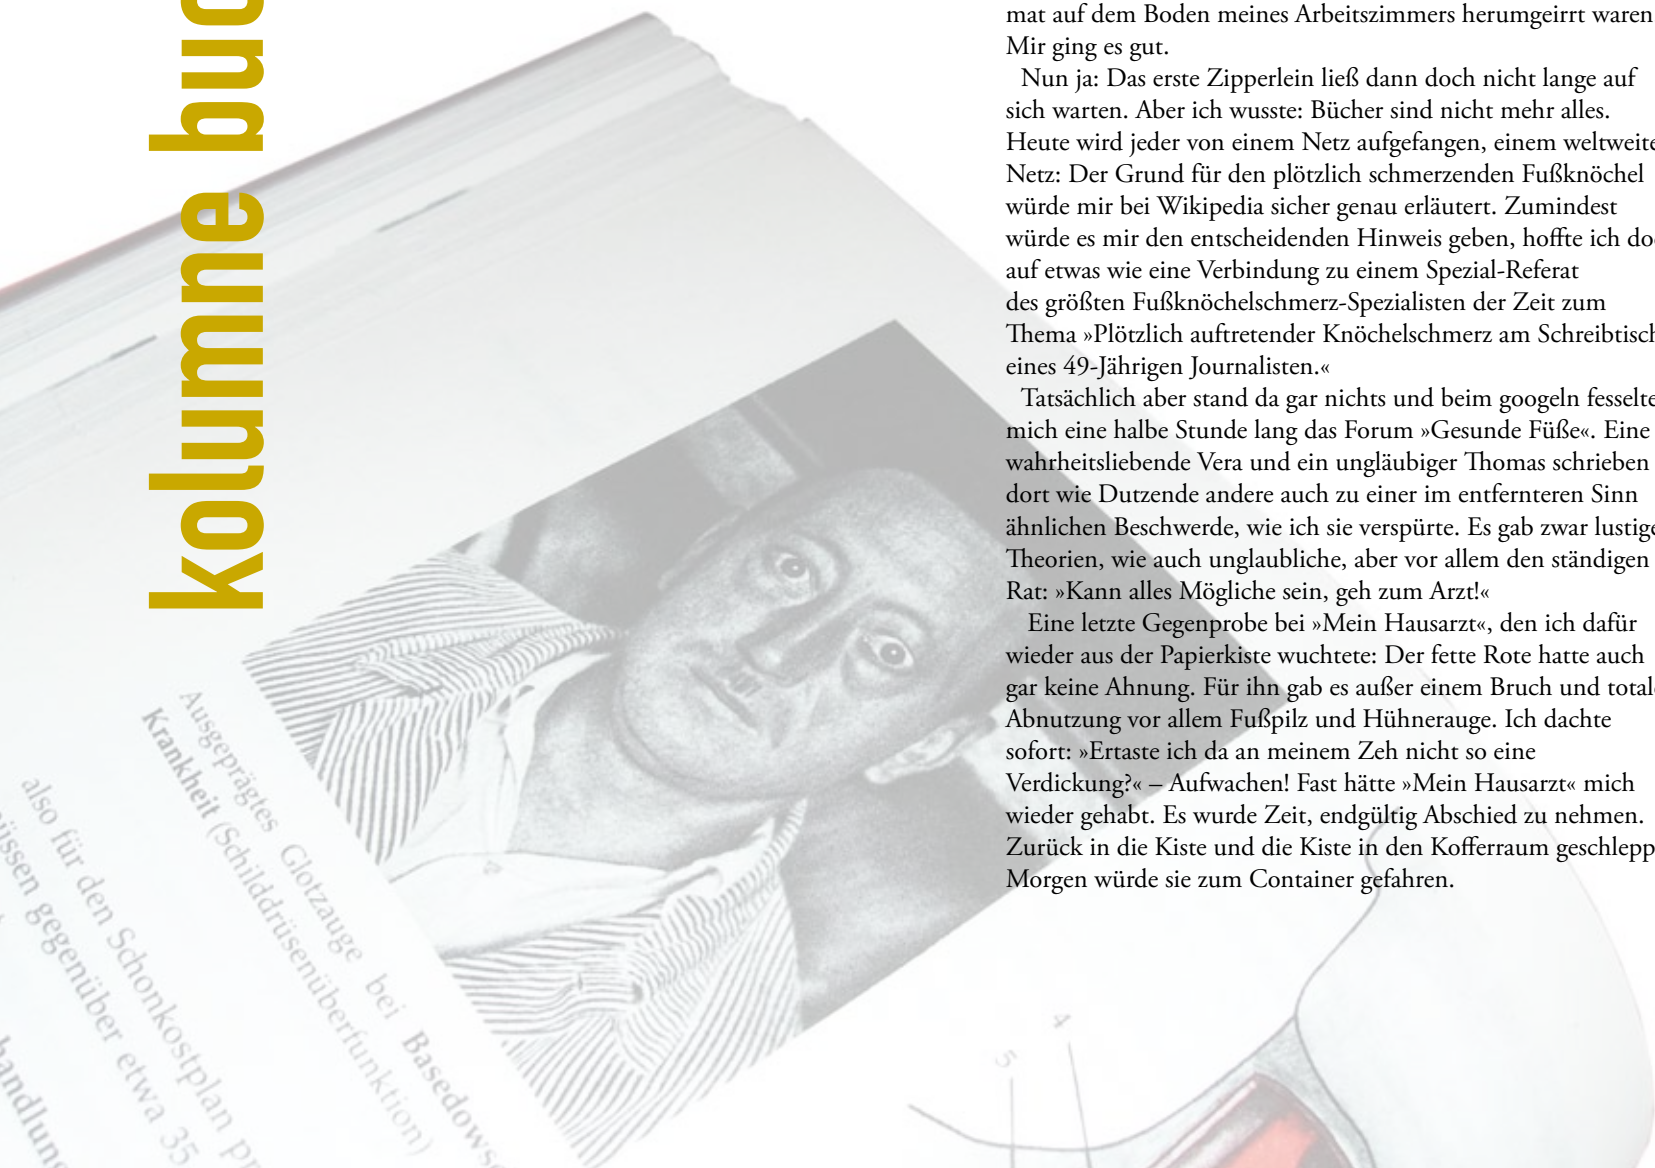 kolumne
mat auf dem Boden meines Arbeitszimmers herumgeirrt waren
Mir ging es gut.
Nun ja: Das erste Zipperlein ließ dann doch nicht lange auf
sich warten. Aber ich wusste: Bücher sind nicht mehr alles.
Heute wird jeder von einem Netz aufgefangen, einem weltweite
Netz: Der Grund für den plötzlich schmerzenden Fußknöchel
würde mir bei Wikipedia sicher genau erläutert. Zumindest
würde es mir den entscheidenden Hinweis geben, hoffte ich do
auf etwas wie eine Verbindung zu einem Spezial-Referat
des größten Fußknöchelschmerz-Spezialisten der Zeit zum
Thema »Plötzlich auftretender Knöchelschmerz am Schreibtisch
eines 49-Jährigen Journalisten.«
Tatsächlich aber stand da gar nichts und beim googeln fesselte
mich eine halbe Stunde lang das Forum »Gesunde Füße«. Eine
wahrheitsliebende Vera und ein ungläubiger Thomas schrieben
dort wie Dutzende andere auch zu einer im entfernteren Sinn
ähnlichen Beschwerde, wie ich sie verspürte. Es gab zwar lustige
Theorien, wie auch unglaubliche, aber vor allem den ständigen
Rat: »Kann alles Mögliche sein, geh zum Arzt!«
Eine letzte Gegenprobe bei »Mein Hausarzt«, den ich dafür
wieder aus der Papierkiste wuchtete: Der fette Rote hatte auch
gar keine Ahnung. Für ihn gab es außer einem Bruch und total
Abnutzung vor allem Fußpilz und Hühnerauge. Ich dachte
sofort: »Ertaste ich da an meinem Zeh nicht so eine
Verdickung?« – Aufwachen! Fast hätte »Mein Hausarzt« mich
wieder gehabt. Es wurde Zeit, endgültig Abschied zu nehmen.
Zurück in die Kiste und die Kiste in den Kofferraum geschlepp
Morgen würde sie zum Container gefahren.
Ausgeprägtes Glotzauge bei Basedowsc
Krankheit (Schilddrüsenüberfunktion)
also für den Schonkostplan pr
üssen gegenüber etwa 35
handlung
4
5